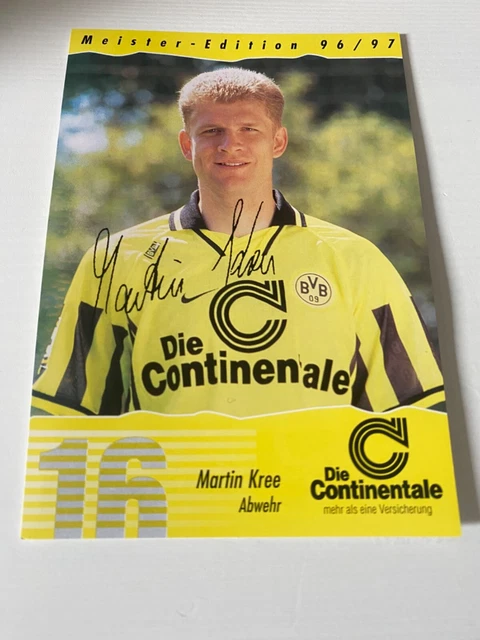 Meister-Edition 96/97
Martin Kree
BVB
09
Die
Continentale
16
Martin Kree
Abwehr
Die
Continentale
mehr als eine Versicherung